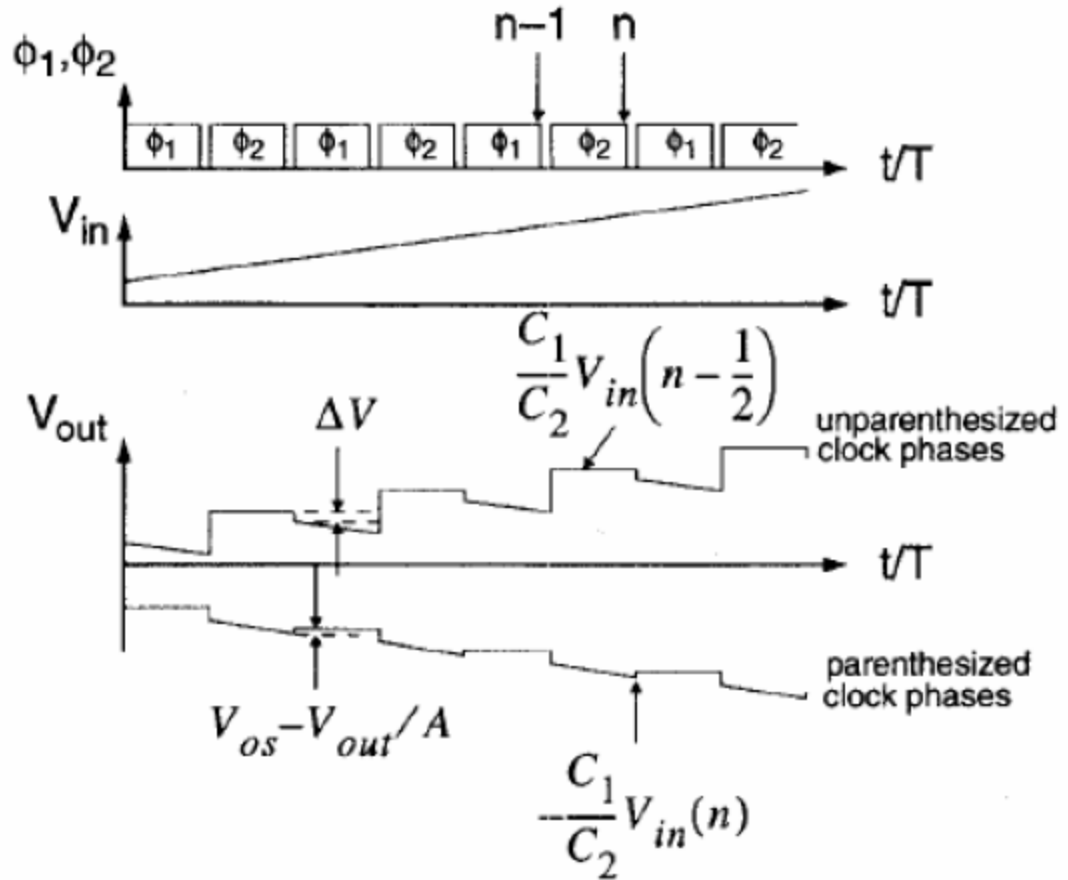 n−1 n
ϕ1,ϕ2
ϕ1 ϕ2 ϕ1 ϕ2 ϕ1 ϕ2 ϕ1 ϕ2
t/T
Vin
t/T
C1/C2 Vin(n − 1/2)
Vout
ΔV
unparenthesized
clock phases
t/T
parenthesized
clock phases
Vos−Vout/A
-C1/C2 Vin(n)